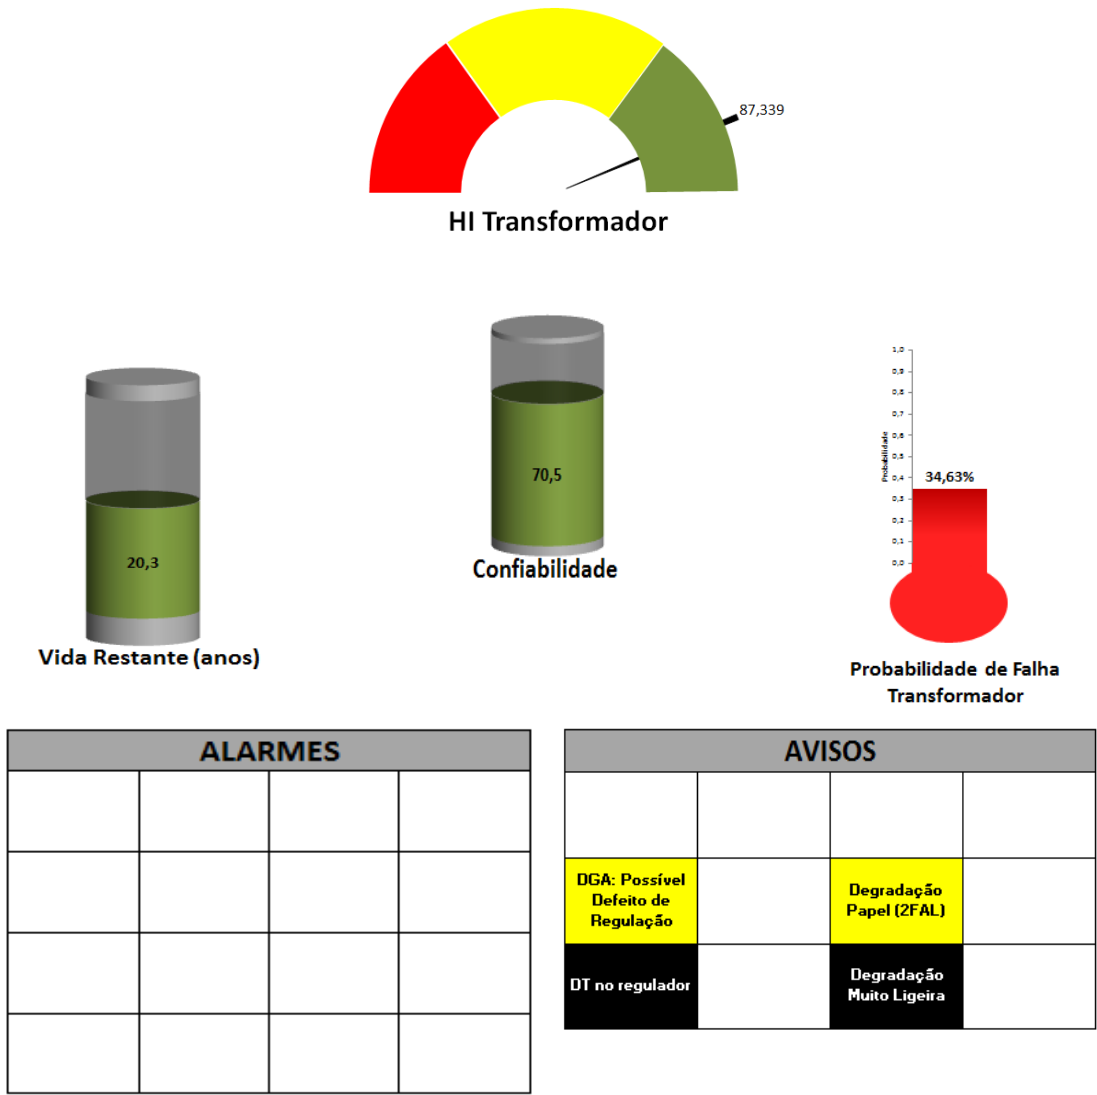 87,339
HI Transformador
20,3
Vida Restante (anos)
70,5
Confiabilidade
1,0
0,9
0,8
0,7
0,6
0,5
0,4
0,3
0,2
0,1
0,0
Probabilidade
34,63%
Probabilidade de Falha
Transformador
ALARMES
AVISOS
DGA: Possível
Defeito de
Regulação
Degradação
Papel (2FAL)
DT no regulador
Degradação
Muito Ligeira